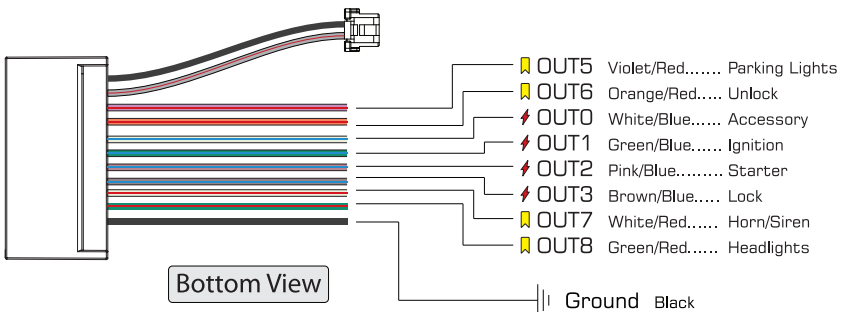 OUT5 Violet/Red...... Parking Lights
OUT6 Orange/Red..... Unlock
OUT0 White/Blue...... Accessory
OUT1 Green/Blue...... Ignition
OUT2 Pink/Blue......... Starter
OUT3 Brown/Blue..... Lock
OUT7 White/Red....... Horn/Siren
OUT8 Green/Red....... Headlights
Bottom View
Ground Black